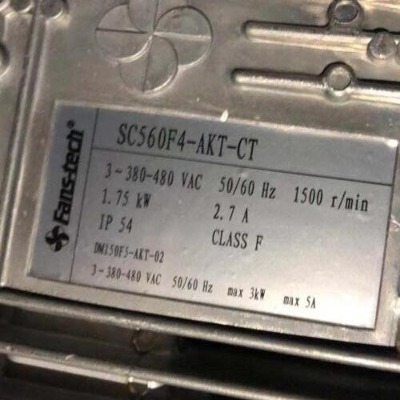 Fans-tech
SC560F4-AKT-CT
3~380-480 VAC 50/60 Hz 1500 r/min
1.75 kW 2.7 A
IP 54 CLASS F
DM150F5-AKT-02
3~380-480 VAC 50/60 Hz max 3kW max 5A